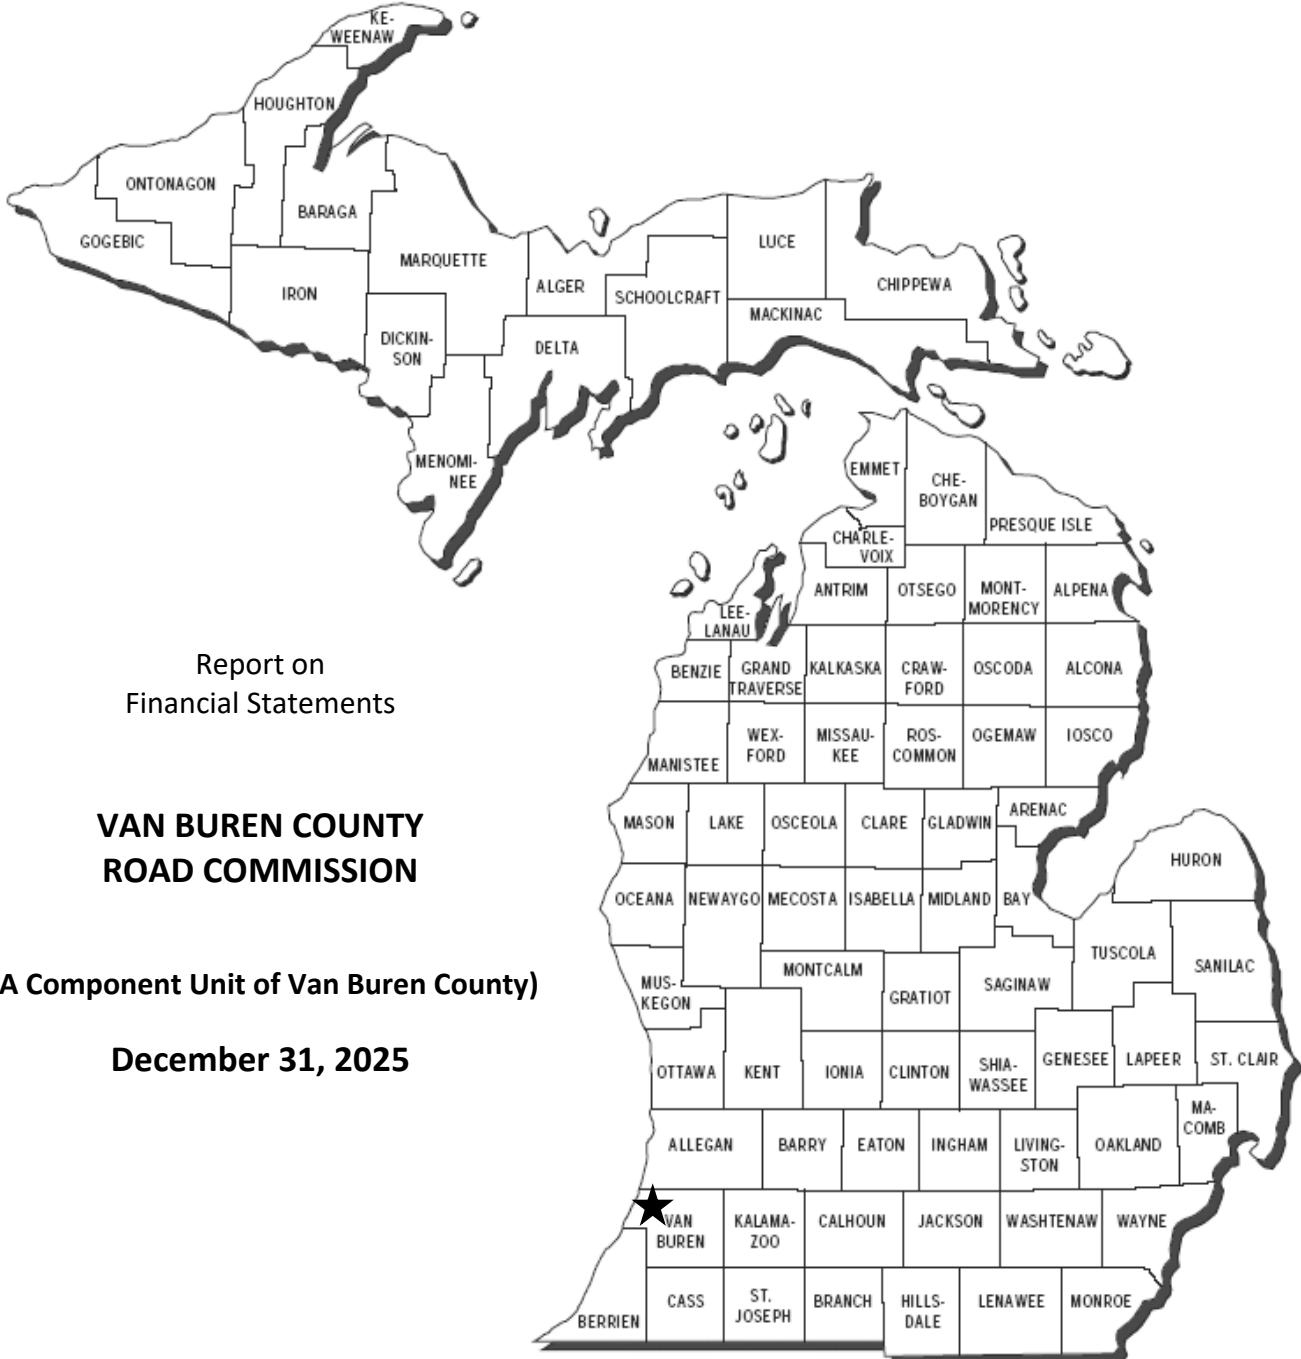 KE-
WEENAW
HOUGHTON
ONTONAGON
BARAGA
GOGEBIC
MARQUETTE
IRON
ALGER
LUCE
CHIPPEWA
SCHOOLCRAFT
MACKINAC
DICKIN-
SON
DELTA
MENOMI-
NEE
EMMET
CHE-
BOYGAN
PRESQUE ISLE
CHARLE-
VOIX
ANTRIM
OTSEGO
MONT-
MORENCY
ALPENA
LEE-
LANAU
BENZIE
GRAND
TRAVERSE
KALKASKA
CRAW-
FORD
OSCODA
ALCONA
Report on
Financial Statements
MANISTEE
WEX-
FORD
MISSAU-
KEE
ROS-
COMMON
OGEMAW
IOSCO
VAN BUREN COUNTY
ROAD COMMISSION
MASON
LAKE
OSCEOLA
CLARE
GLADWIN
ARENAC
HURON
OCEANA
NEWAYGO
MECOSTA
ISABELLA
MIDLAND
BAY
TUSCOLA
SANILAC
A Component Unit of Van Buren County)
MUS-
KEGON
MONTCALM
GRATIOT
SAGINAW
December 31, 2025
OTTAWA
KENT
IONIA
CLINTON
SHIA-
WASSEE
GENESEE
LAPEER
ST. CLAIR
MA-
COMB
ALLEGAN
BARRY
EATON
INGHAM
LIVING-
STON
OAKLAND
VAN
BUREN
KALAMA-
ZOO
CALHOUN
JACKSON
WASHTENAW
WAYNE
BERRIEN
CASS
ST.
JOSEPH
BRANCH
HILLS-
DALE
LENAWEE
MONROE